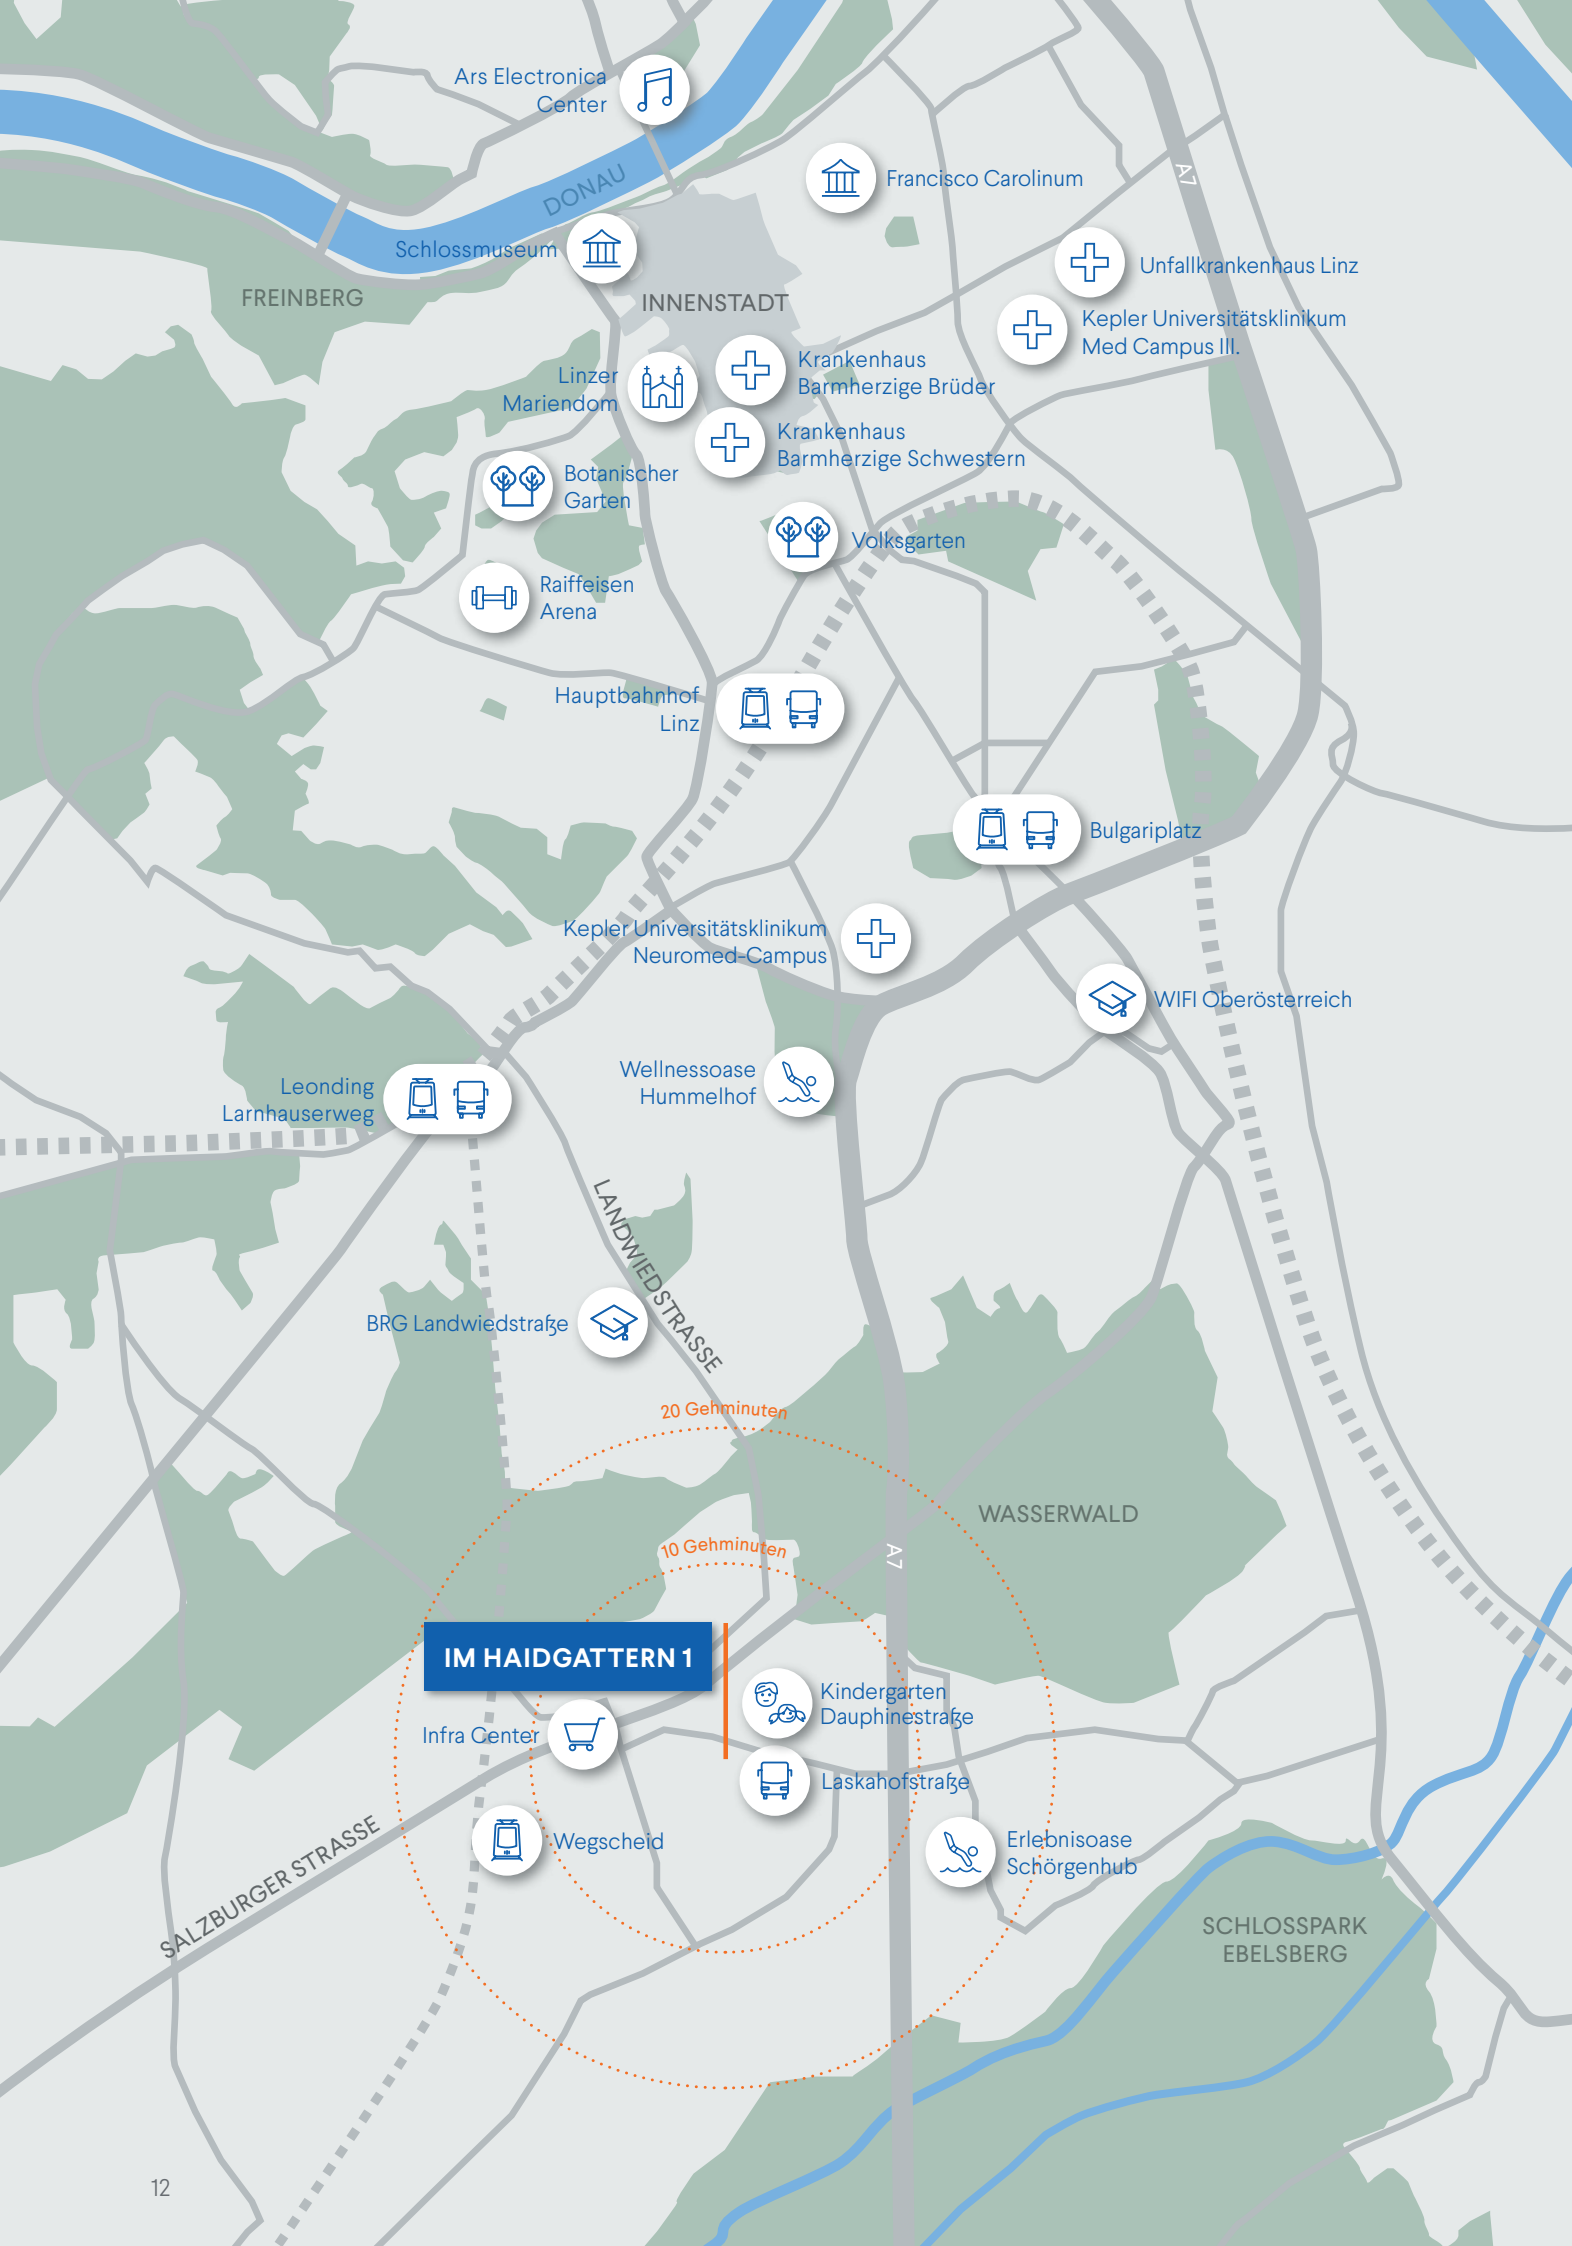 Ars Electronica
Center
DONAU
A7
Francisco Carolinum
Schlossmuseum
Unfallkrankenhaus Linz
FREINBERG
INNENSTADT
Kepler Universitätsklinikum
Med Campus III.
Krankenhaus
Barmherzige Brüder
Linzer
Mariendom
Krankenhaus
Barmherzige Schwestern
Botanischer
Garten
Volksgarten
Raiffeisen
Arena
Hauptbahnhof
Linz
Bulgariplatz
Kepler Universitätsklinikum
Neuromed-Campus
WIFI Oberösterreich
Wellnessoase
Hummelhof
Leonding
Larnhauserweg
LANDWIEDSTRASSE
BRG Landwiedstraße
20 Gehminuten
WASSERWALD
10 Gehminuten
A7
IM HAIDGATTERN 1
Kindergarten
Dauphinestraße
Infra Center
Laskahofstraße
Wegscheid
Erlebnisoase
Schörgenhub
SALZBURGER STRASSE
SCHLOSSPARK
EBELSBERG
12